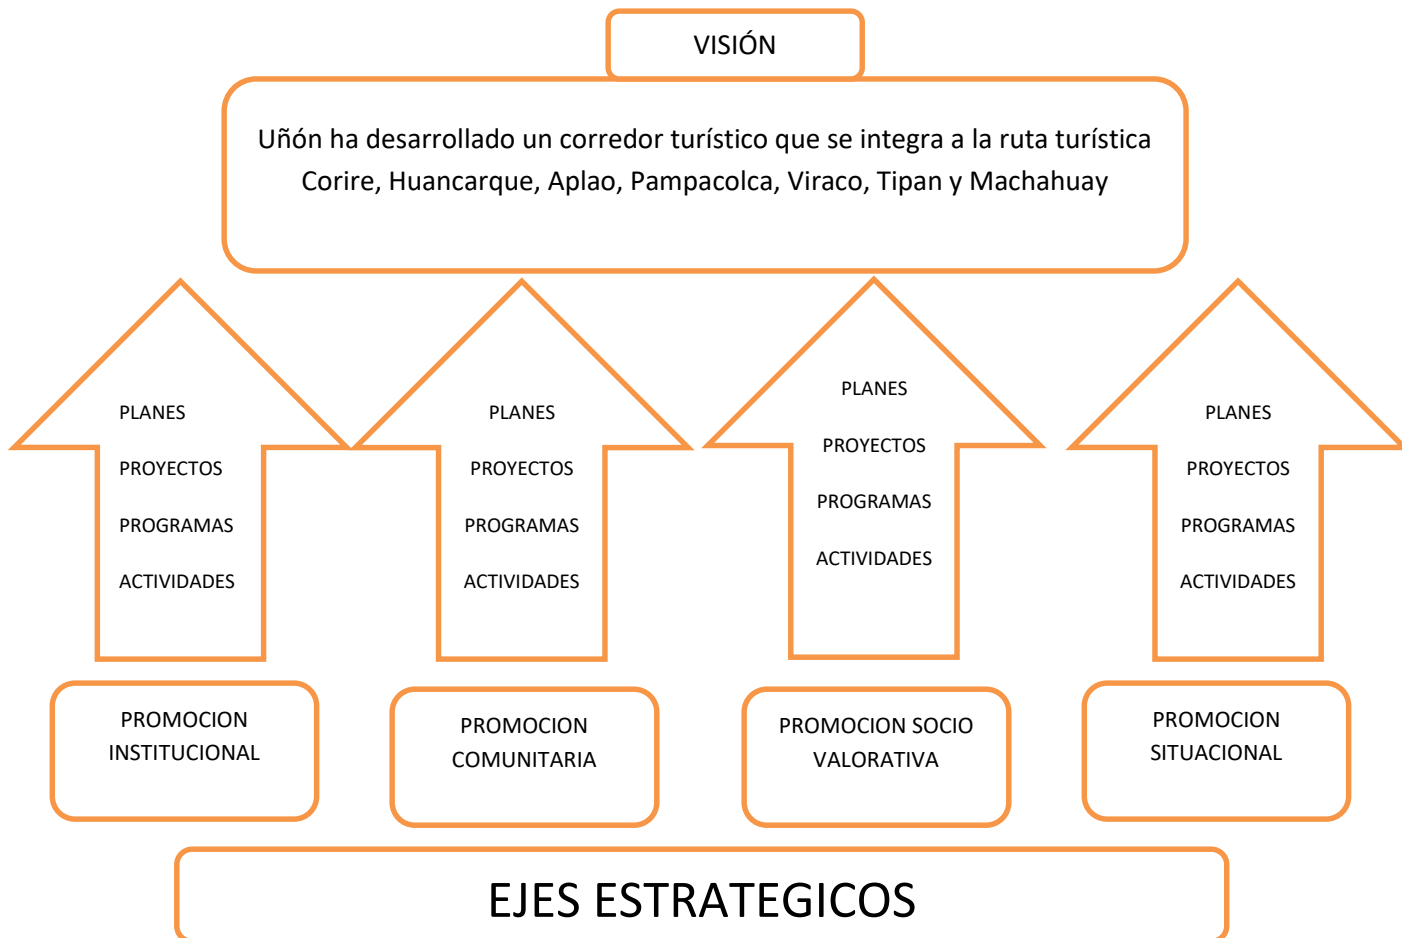 VISIÓN
Uñón ha desarrollado un corredor turístico que se integra a la ruta turística
Corire, Huancarque, Aplao, Pampacolca, Viraco, Tipan y Machahuay
PLANES
PROYECTOS
PROGRAMAS
ACTIVIDADES
PLANES
PROYECTOS
PROGRAMAS
ACTIVIDADES
PLANES
PROYECTOS
PROGRAMAS
ACTIVIDADES
PLANES
PROYECTOS
PROGRAMAS
ACTIVIDADES
PROMOCION
INSTITUCIONAL
PROMOCION
COMUNITARIA
PROMOCION SOCIO
VALORATIVA
PROMOCION
SITUACIONAL
EJES ESTRATEGICOS